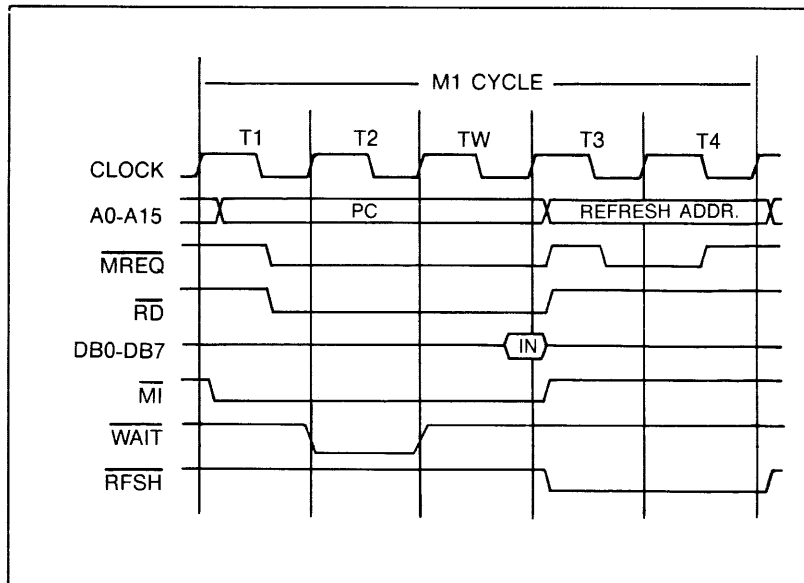 M1 CYCLE
T1 T2 TW T3 T4
CLOCK
A0-A15 PC REFRESH ADDR.
MREQ
RD
DB0-DB7 IN
MI
WAIT
RFSH